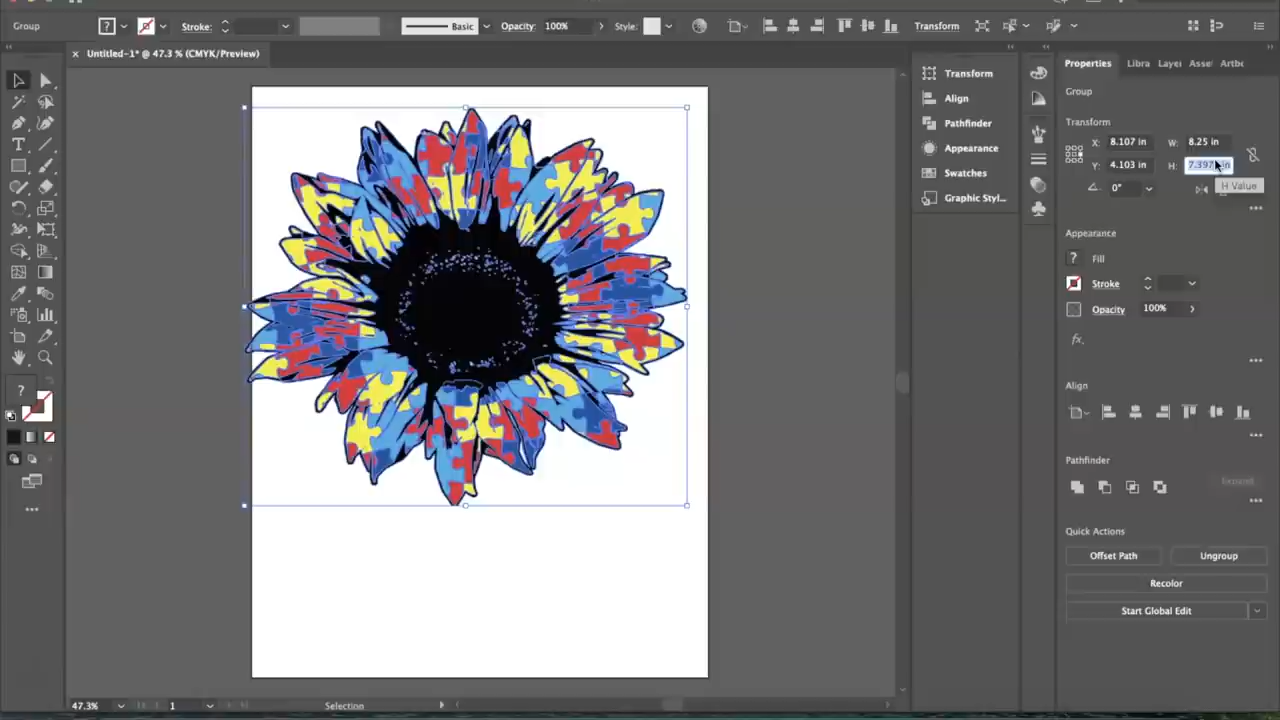 Group
?
Stroke:
Basic
Opacity:
100%
Style:
Transform
× Untitled-1* @ 47.3 % (CMYK/Preview)
Transform
Align
Pathfinder
Appearance
Swatches
Graphic Styl...
Properties
Libra
Layer
Asse
Artbo
Group
Transform
X:
8.107 in
W:
8.25 in
Y:
4.103 in
H:
0°
H Value
Appearance
?
Fill
Stroke
Opacity
100%
fx.
Align
Pathfinder
Expand
Quick Actions
Offset Path
Ungroup
Recolor
Start Global Edit
T
?
47.3%
1
Selection